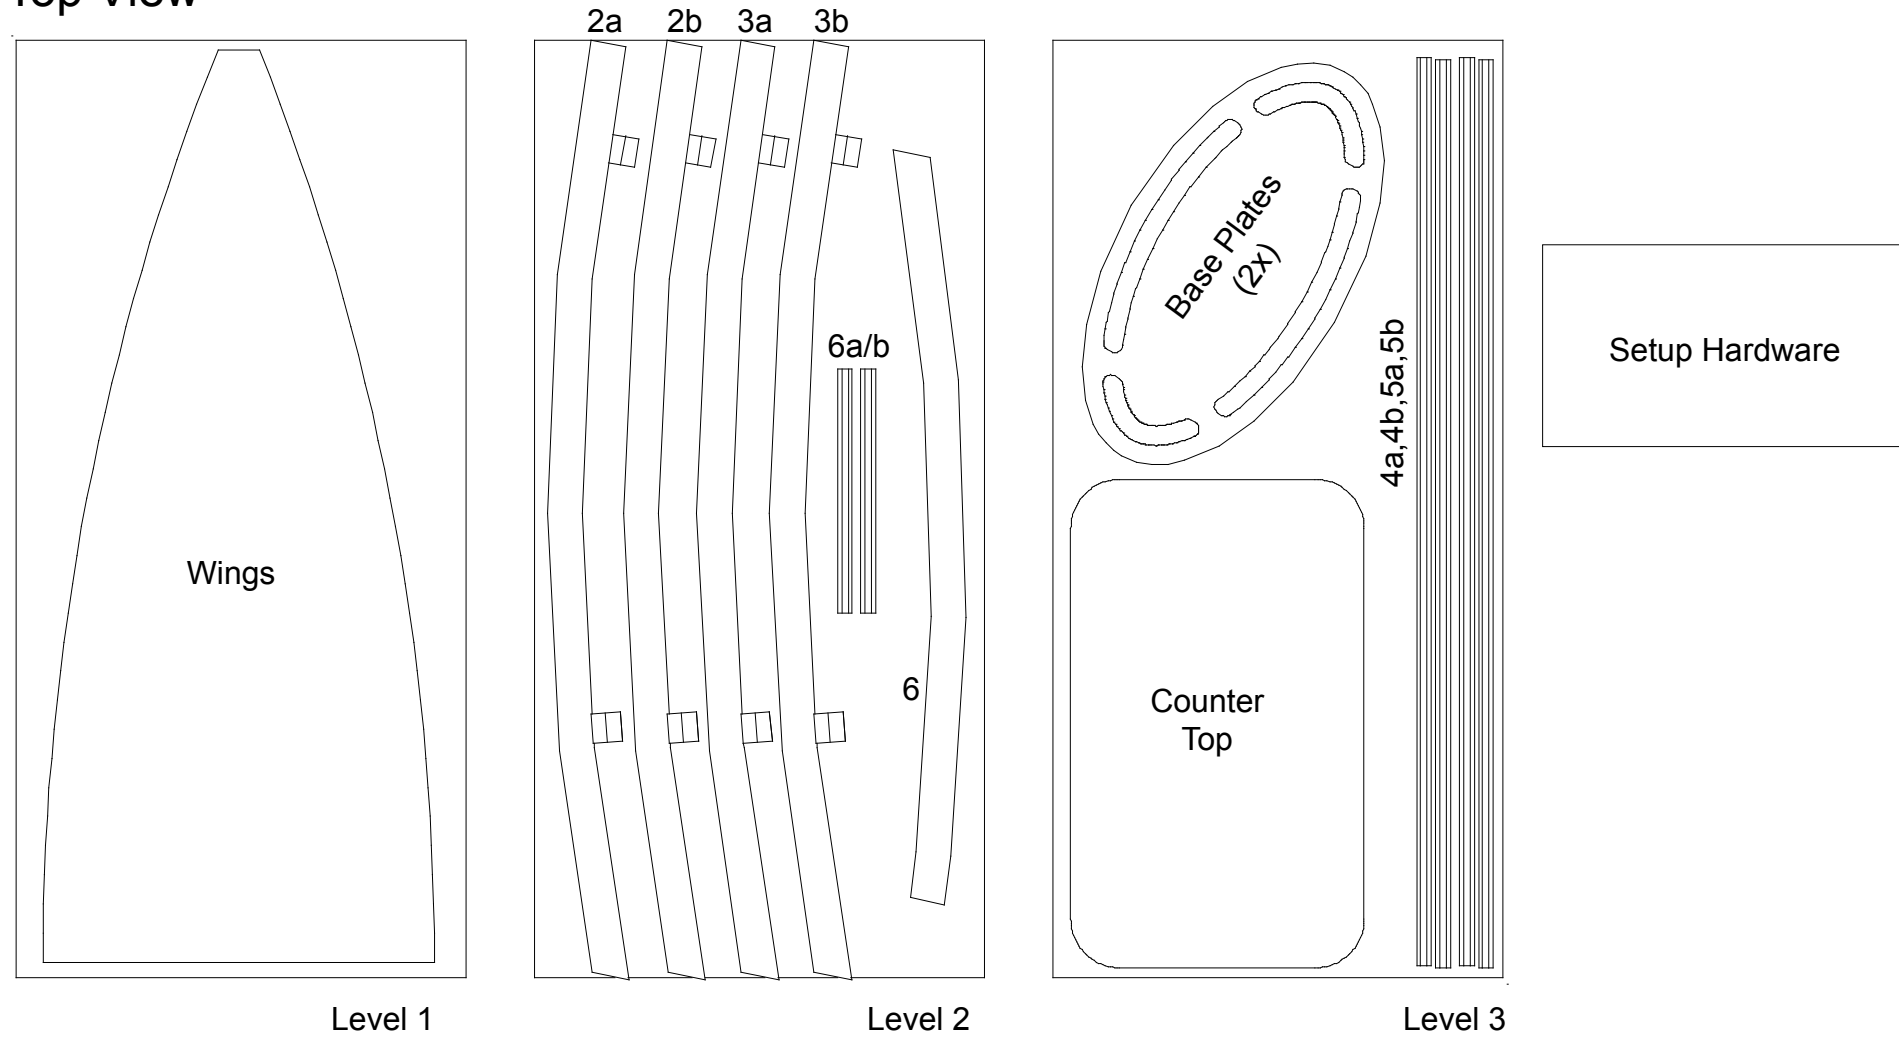 Top View
2a 2b 3a 3b
6a/b
6
Wings
Base Plates
(2x)
4a,4b,5a,5b
Counter
Top
Setup Hardware
Level 1
Level 2
Level 3